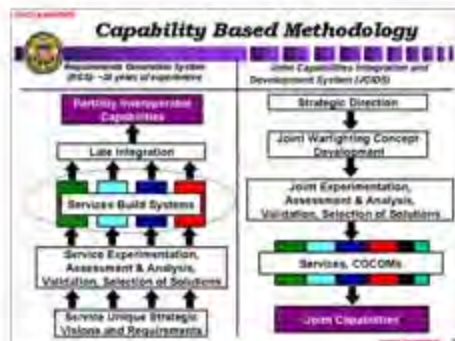 Capability Based Methodology
Requirements Generation System
(RGS) ~30 years of experience
Partially Interoperable
Capabilities
Late Integration
Services Build Systems
Service Experimentation,
Assessment & Analysis,
Validation, Selection of Solutions
Service Unique Strategic
Visions and Requirements
Joint Capabilities Integration and
Development System (JCIDS)
Strategic Direction
Joint Warfighting Concept
Development
Joint Experimentation,
Assessment & Analysis,
Validation, Selection of Solutions
Services, COCOMs
Joint Capabilities